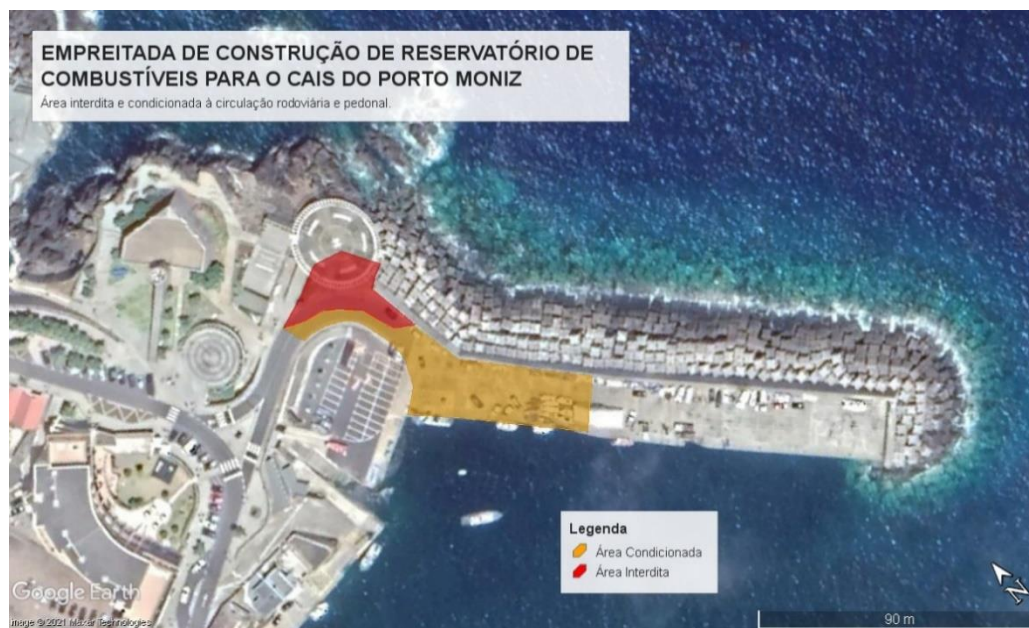 EMPREITADA DE CONSTRUÇÃO DE RESERVATÓRIO DE
COMBUSTÍVEIS PARA O CAIS DO PORTO MONIZ
Área interdita e condicionada à circulação rodoviária e pedonal.
Legenda
Área Condicionada
Área Interdita
Google Earth
Image © 2021 Maxar Technologies
N
90 m